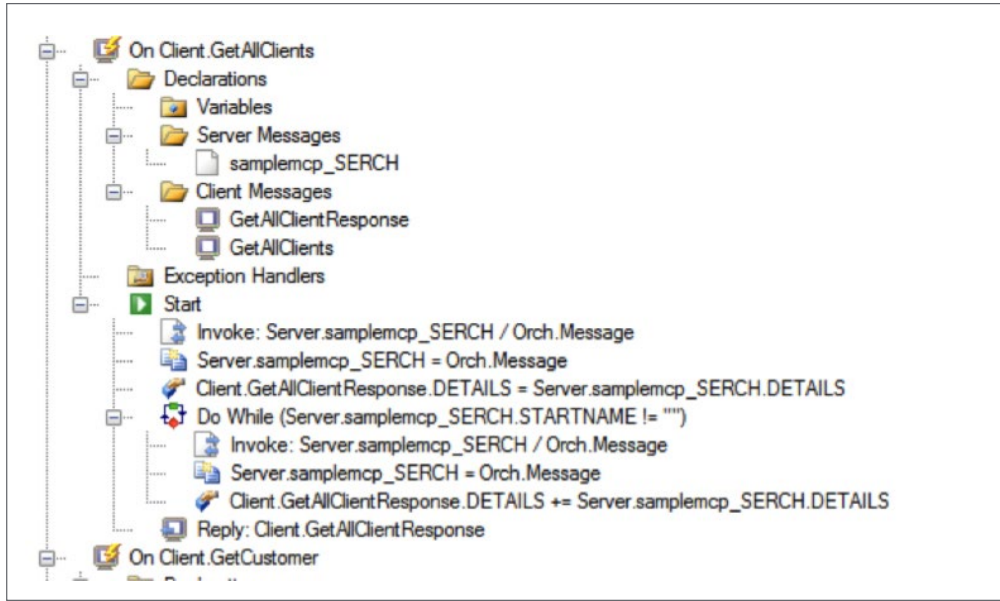 On Client.GetAllClients
Declarations
Variables
Server Messages
samplemcp_SERCH
Client Messages
GetAllClientResponse
GetAllClients
Exception Handlers
Start
Invoke: Server.samplemcp_SERCH / Orch.Message
Server.samplemcp_SERCH = Orch.Message
Client.GetAllClientResponse.DETAILS = Server.samplemcp_SERCH.DETAILS
Do While (Server.samplemcp_SERCH.STARTNAME != "")
Invoke: Server.samplemcp_SERCH / Orch.Message
Server.samplemcp_SERCH = Orch.Message
Client.GetAllClientResponse.DETAILS += Server.samplemcp_SERCH.DETAILS
Reply: Client.GetAllClientResponse
On Client.GetCustomer